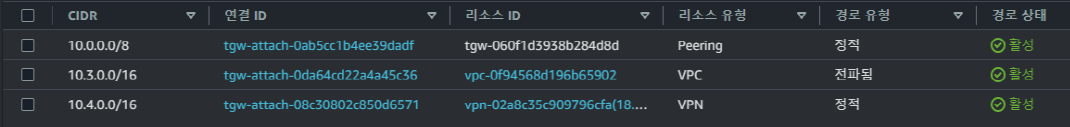 CIDR 연결 ID 리소스 ID 리소스 유형 경로 유형 경로 상태
10.0.0.0/8 tgw-attach-0ab5cc1b4ee39dadf tgw-060f1d3938b284d8d Peering 정적 활성
10.3.0.0/16 tgw-attach-0da64cd22a4a45c36 vpc-0f94568d196b65902 VPC 전파됨 활성
10.4.0.0/16 tgw-attach-08c30802c850d6571 vpn-02a8c35c909796cfa(18.... VPN 정적 활성